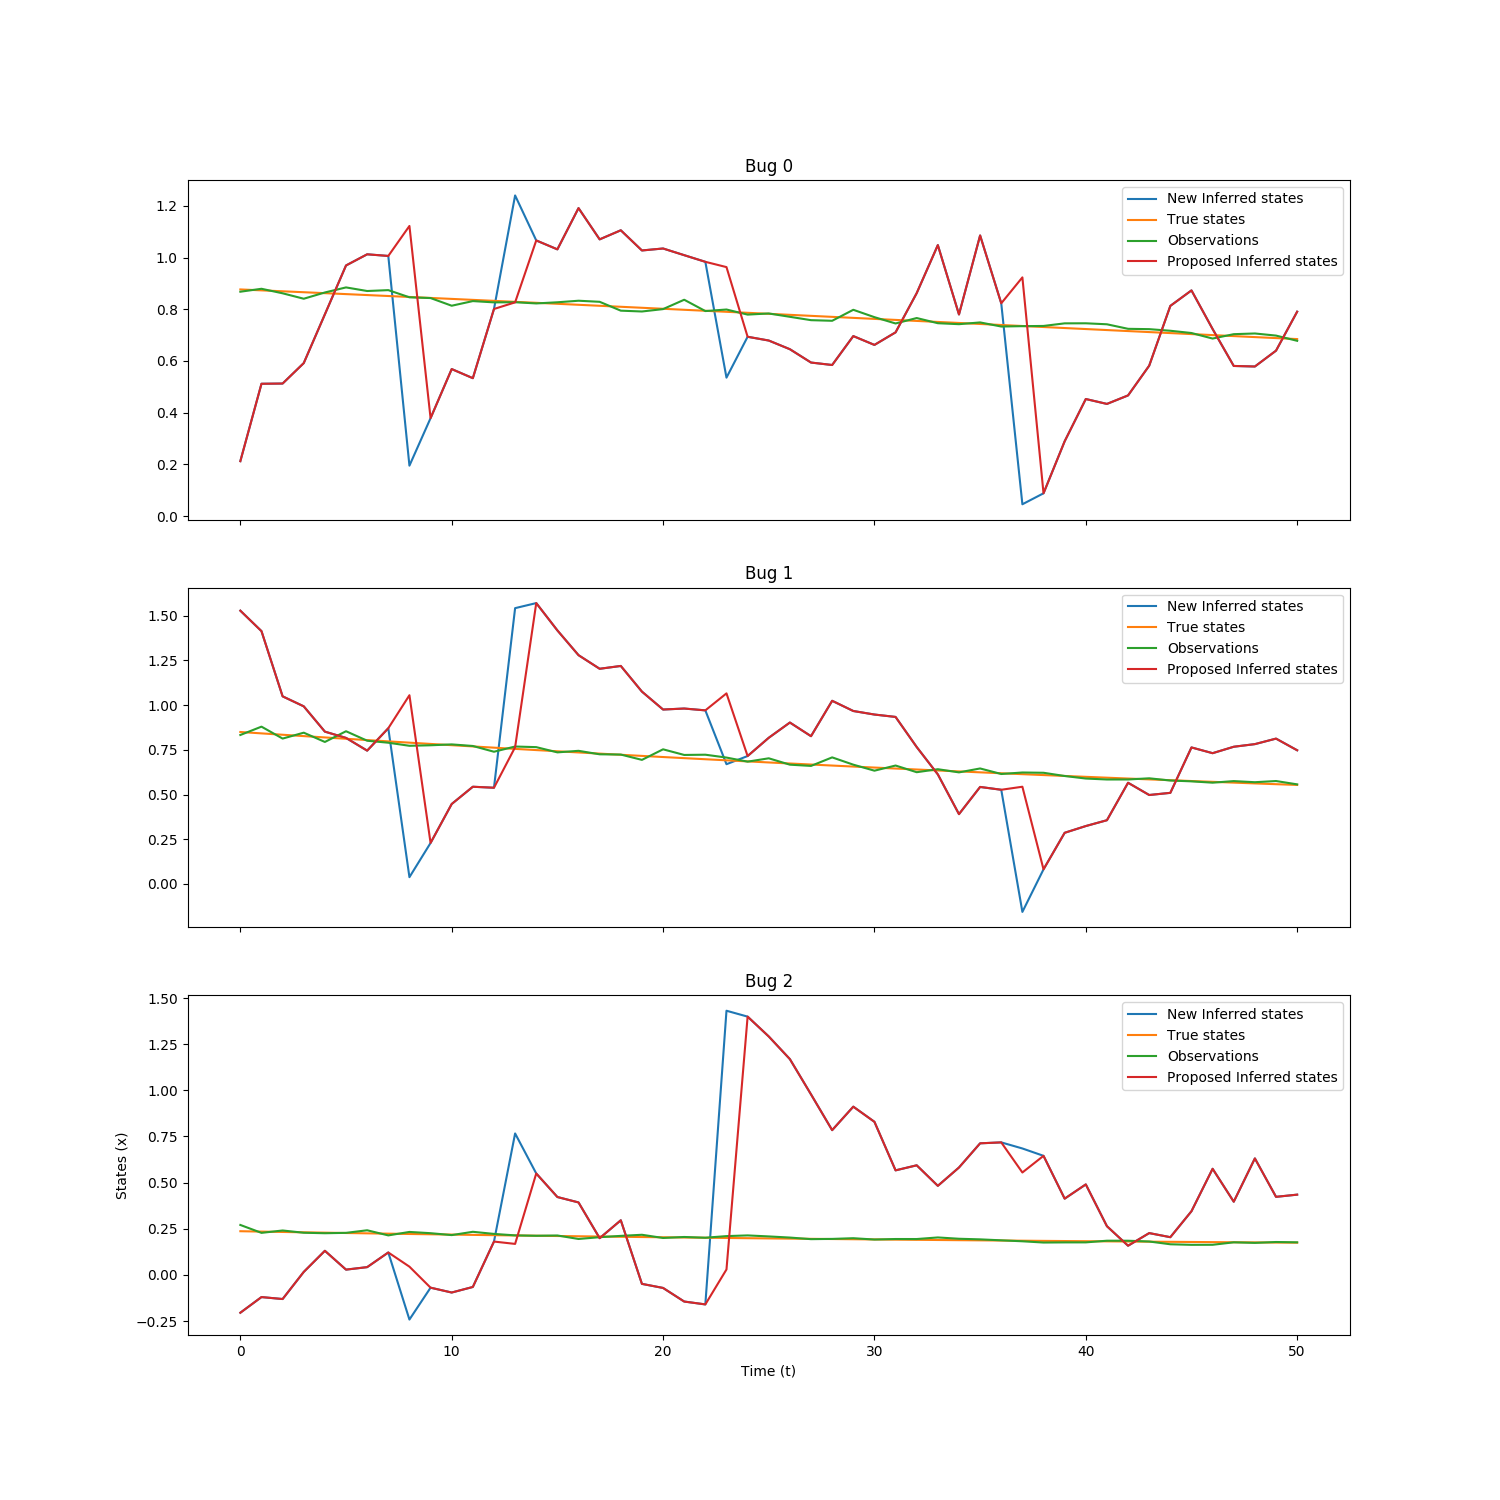 Bug 0
1.2
1.0
0.8
0.6
0.4
0.2
0.0
New Inferred states
True states
Observations
Proposed Inferred states
Bug 1
1.50
1.25
1.00
0.75
0.50
0.25
0.00
New Inferred states
True states
Observations
Proposed Inferred states
Bug 2
1.50
1.25
1.00
0.75
0.50
0.25
0.00
−0.25
States (x)
New Inferred states
True states
Observations
Proposed Inferred states
0 10 20 30 40 50
Time (t)